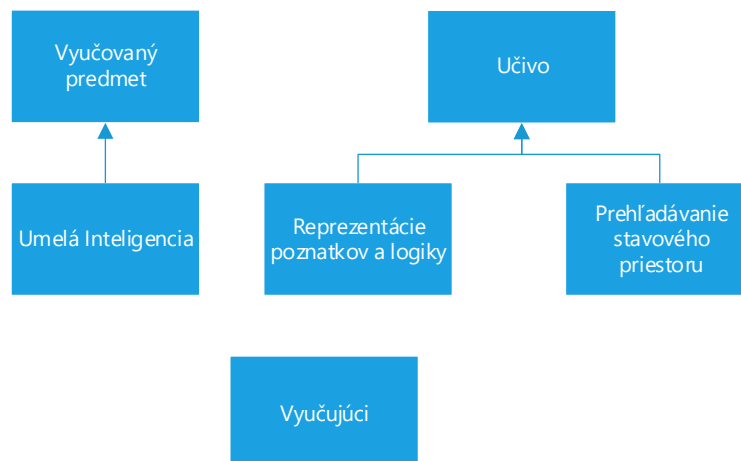 Vyučovaný
predmet
Učivo
Umelá Inteligencia
Reprezentácie
poznatkov a logiky
Prehľadávanie
stavového
priestoru
Vyučujúci